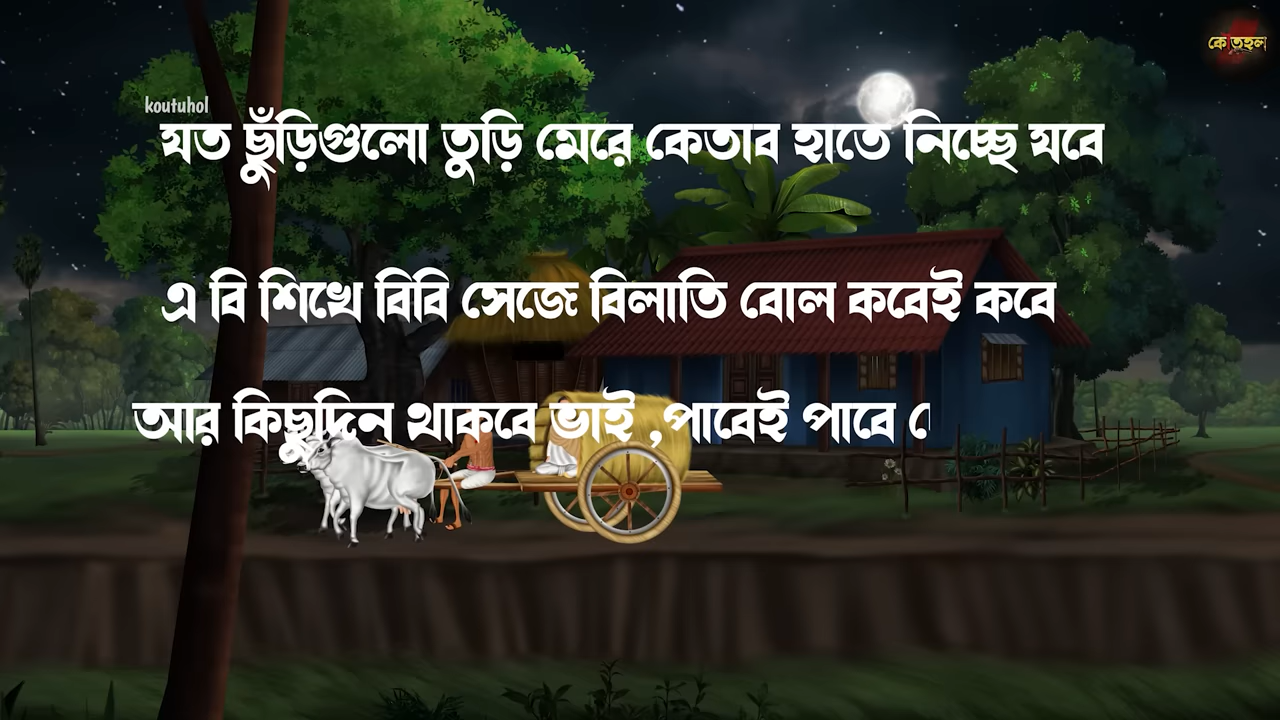 কৌতূহল
koutuhol
যত ছুঁড়িগুলো তুড়ি মেরে কেতাব হাতে নিচ্ছে যবে
এ বি শিখে বিবি সেজে বিলাতি বোল কবেই কবে
আর কিছুদিন থাকবে ভাই ,পাবেই পাবে